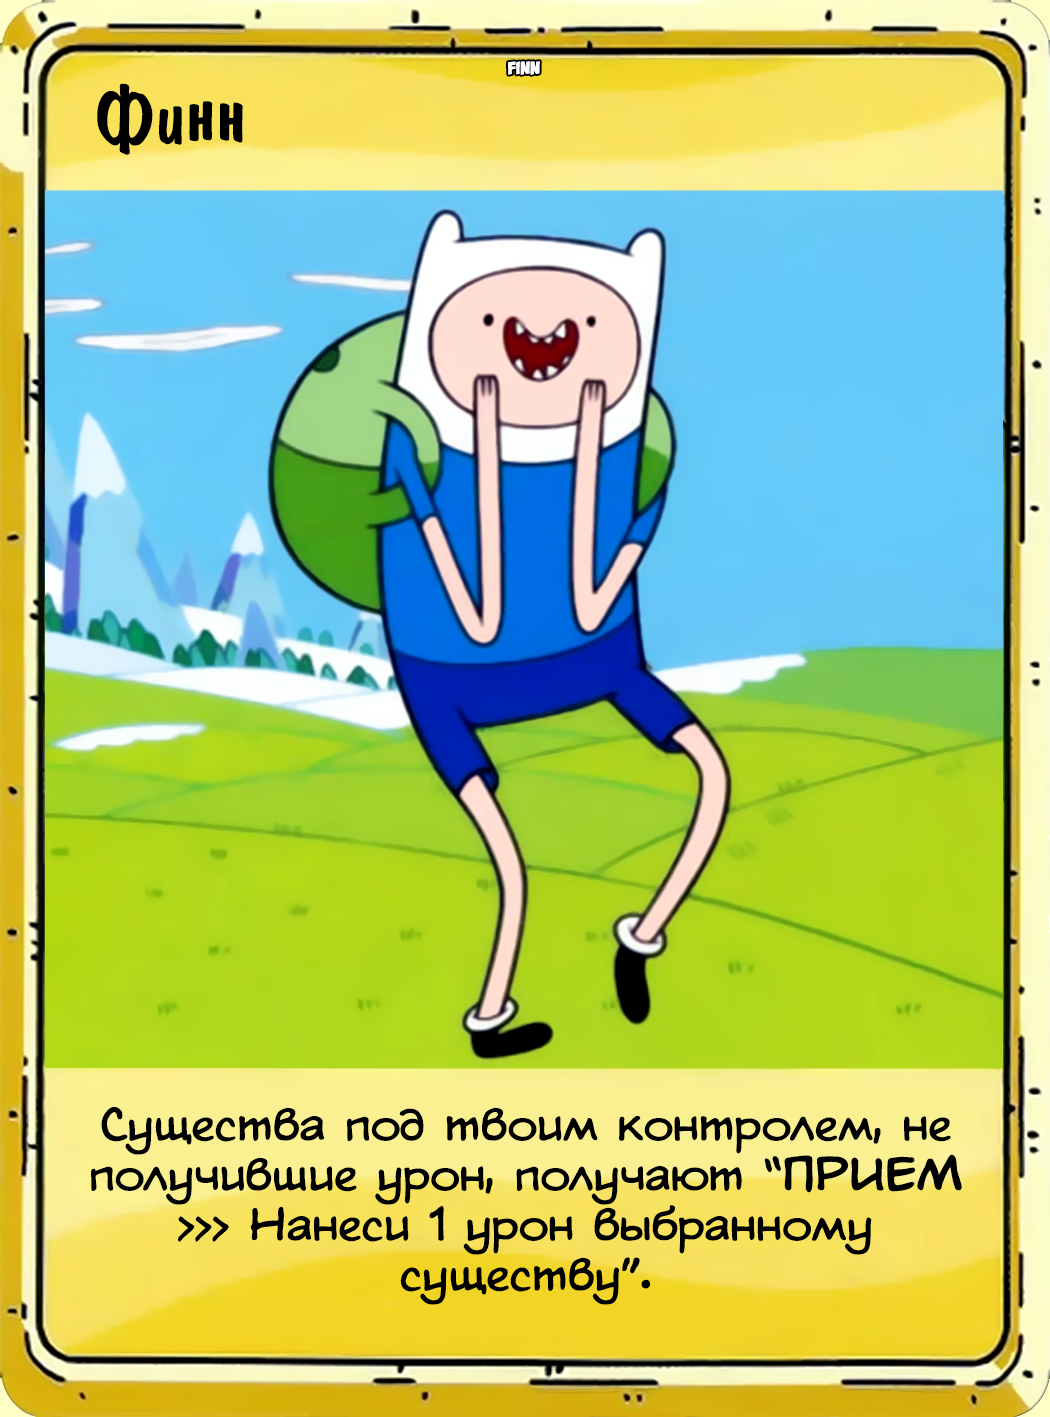 FINN
Финн
Существа под твоим контролем, не
получившие урон, получают “ПРИЕМ
>>> Нанеси 1 урон выбранному
существу”.